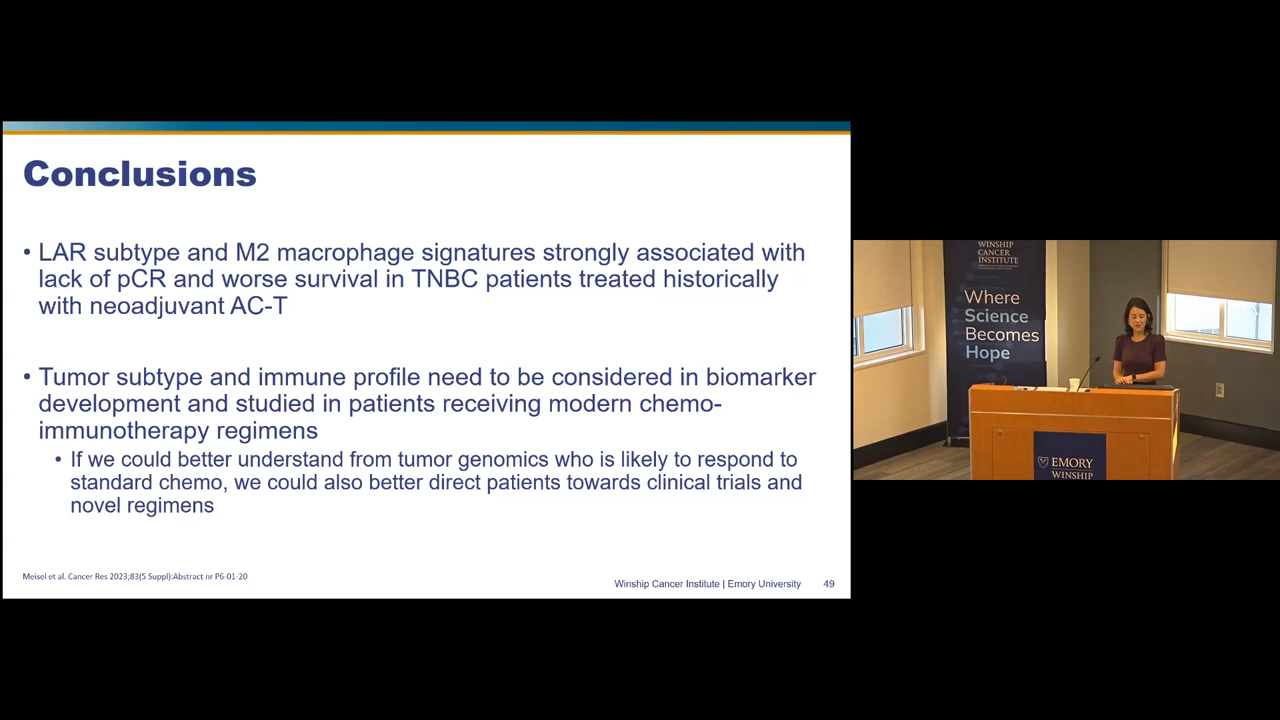 Conclusions
• LAR subtype and M2 macrophage signatures strongly associated with
lack of pCR and worse survival in TNBC patients treated historically
with neoadjuvant AC-T
• Tumor subtype and immune profile need to be considered in biomarker
development and studied in patients receiving modern chemo-
immunotherapy regimens
• If we could better understand from tumor genomics who is likely to respond to
standard chemo, we could also better direct patients towards clinical trials and
novel regimens
Meisel et al. Cancer Res 2023;83(5 Suppl):Abstract nr P6-01-20
Winship Cancer Institute | Emory University 49
WINSHIP
CANCER
INSTITUTE
Where
Science
Becomes
Hope
EMORY
WINSHIP